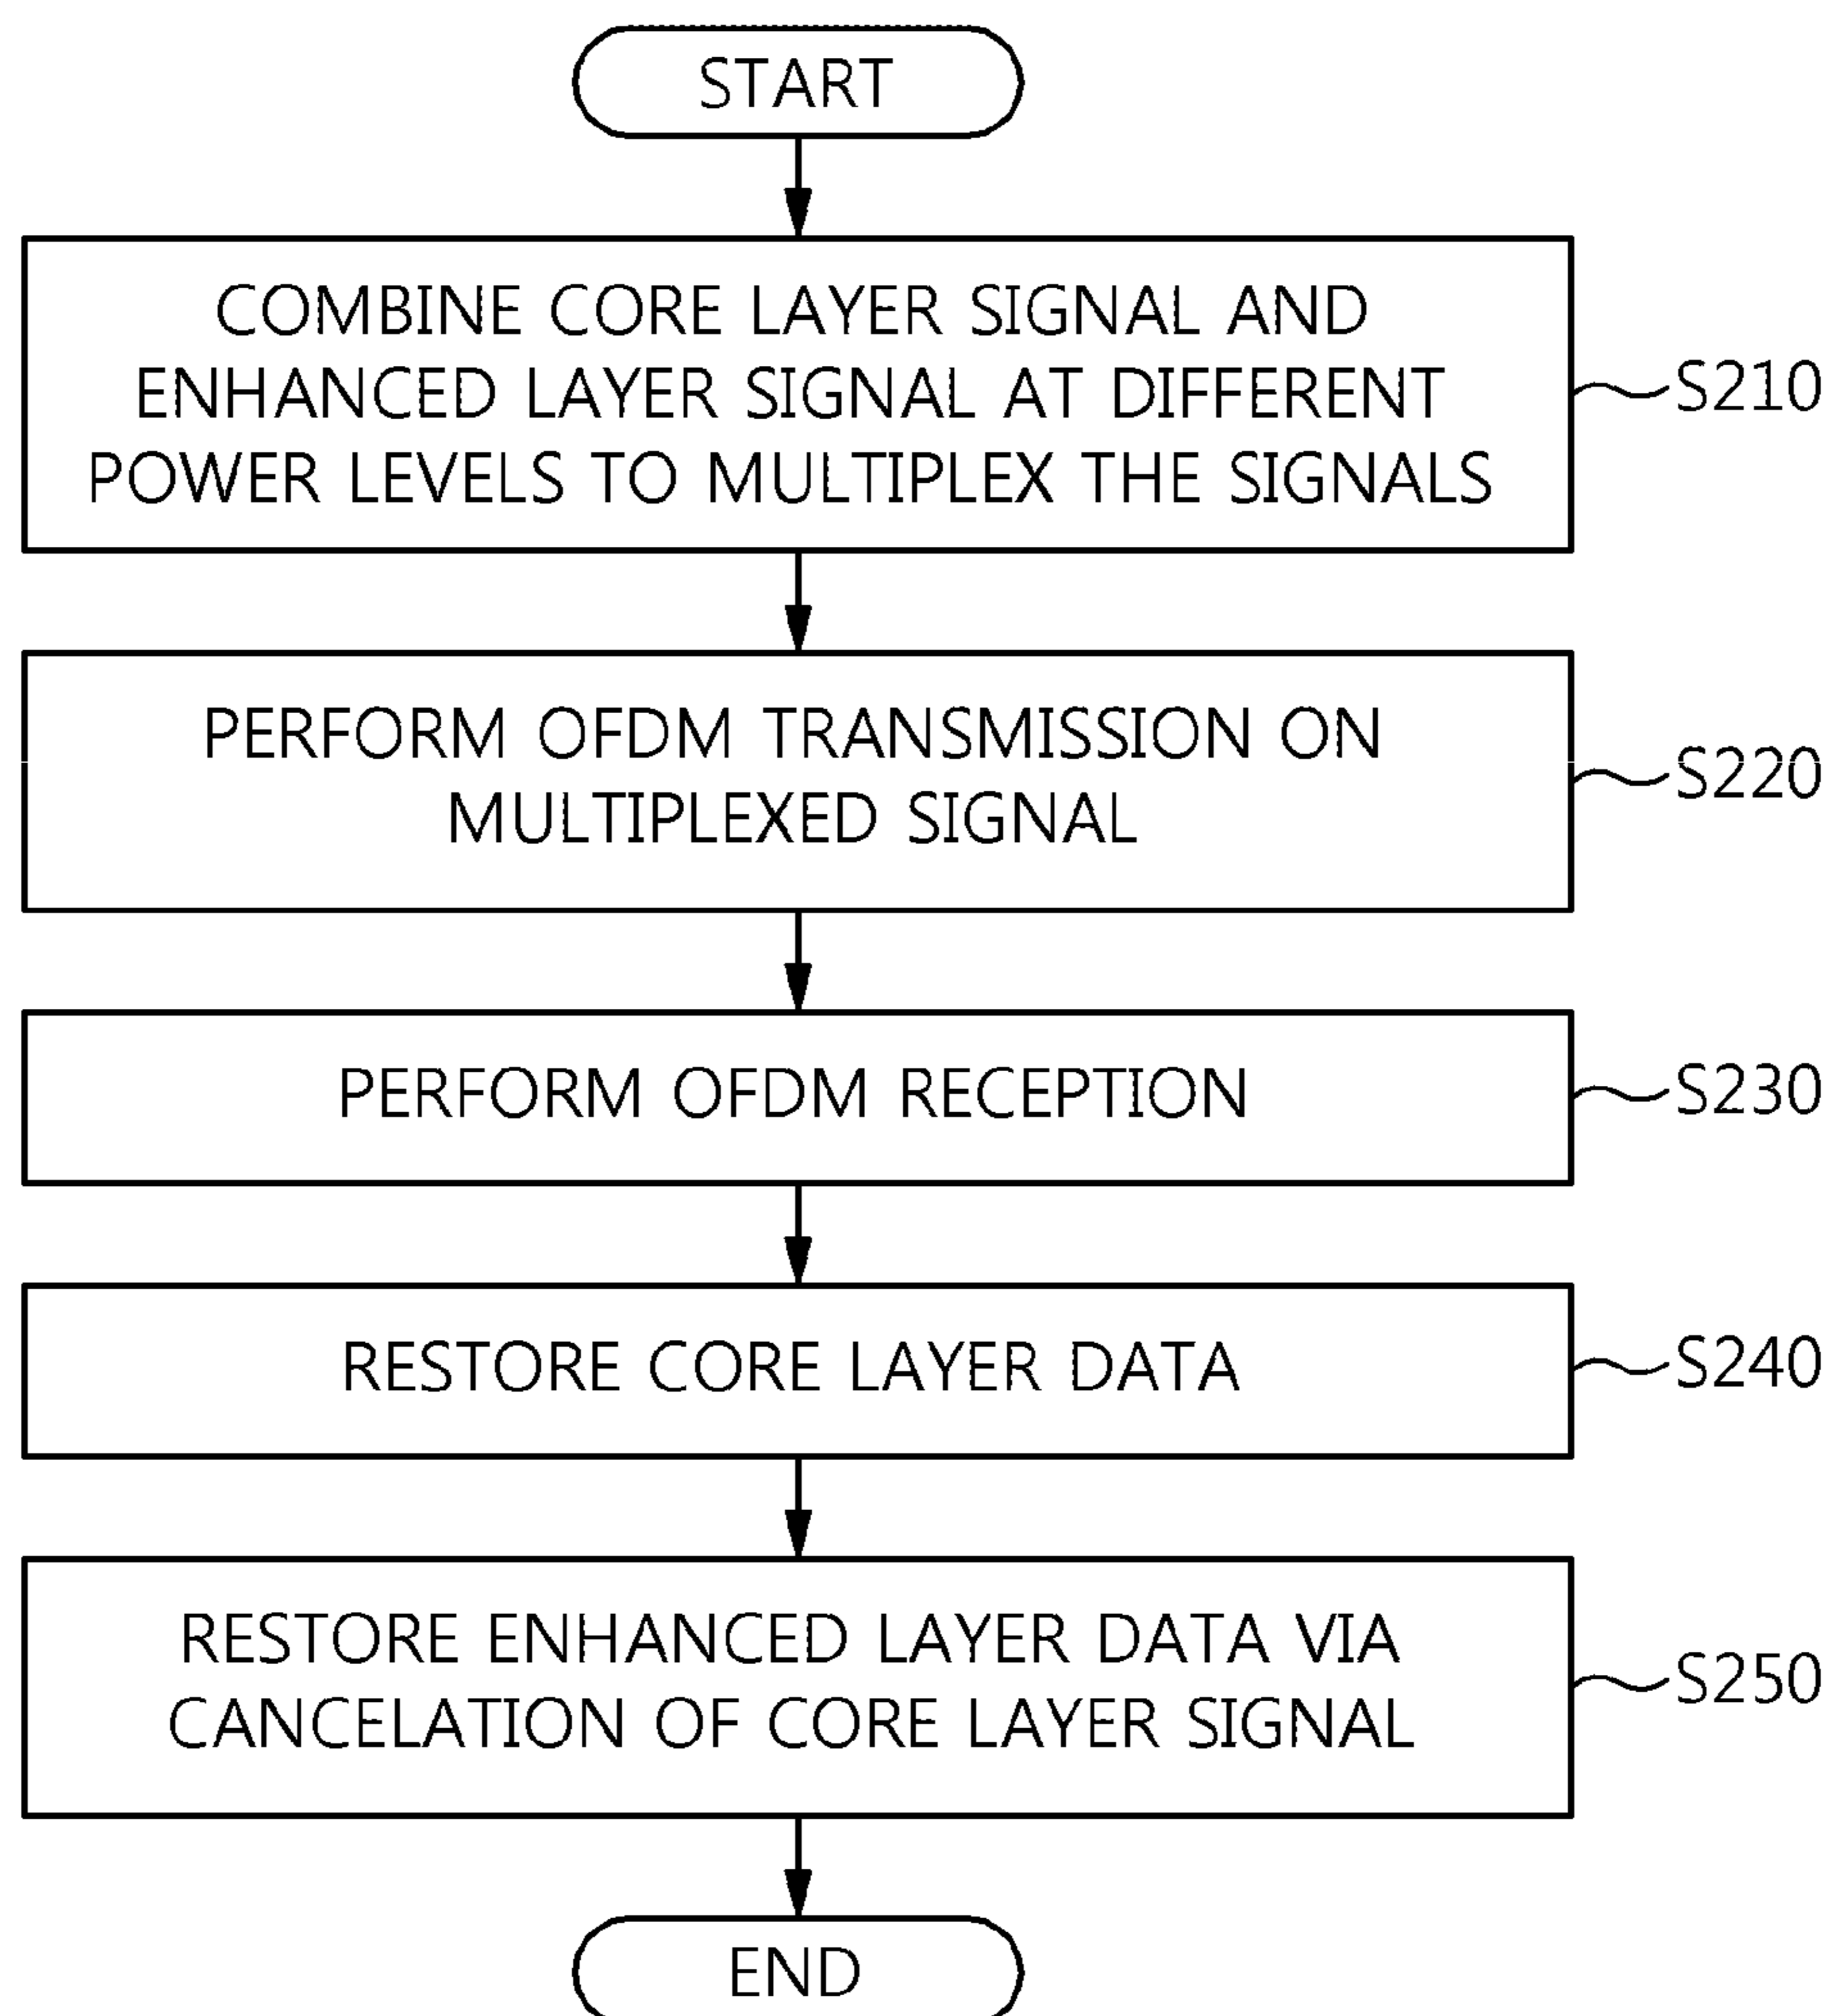 START
COMBINE CORE LAYER SIGNAL AND
ENHANCED LAYER SIGNAL AT DIFFERENT
POWER LEVELS TO MULTIPLEX THE SIGNALS
S210
PERFORM OFDM TRANSMISSION ON
MULTIPLEXED SIGNAL
S220
PERFORM OFDM RECEPTION
S230
RESTORE CORE LAYER DATA
S240
RESTORE ENHANCED LAYER DATA VIA
CANCELATION OF CORE LAYER SIGNAL
S250
END